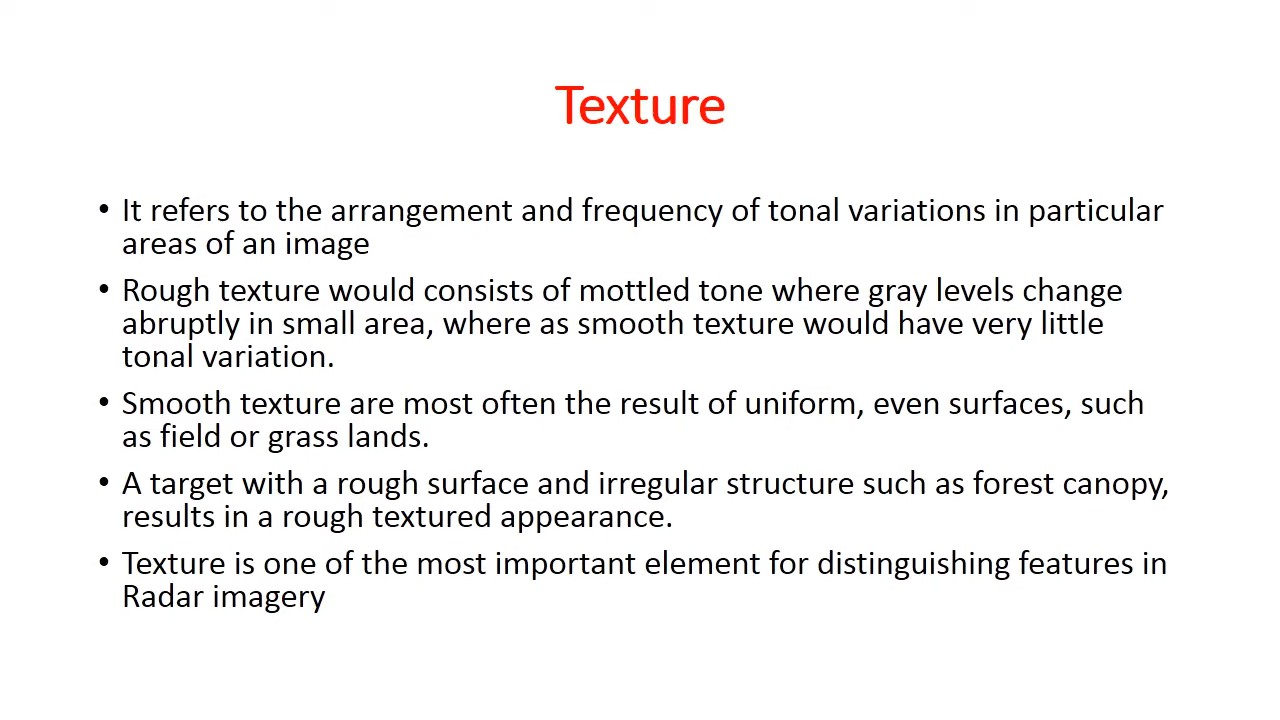 Texture
• It refers to the arrangement and frequency of tonal variations in particular
areas of an image
• Rough texture would consists of mottled tone where gray levels change
abruptly in small area, where as smooth texture would have very little
tonal variation.
• Smooth texture are most often the result of uniform, even surfaces, such
as field or grass lands.
• A target with a rough surface and irregular structure such as forest canopy,
results in a rough textured appearance.
• Texture is one of the most important element for distinguishing features in
Radar imagery